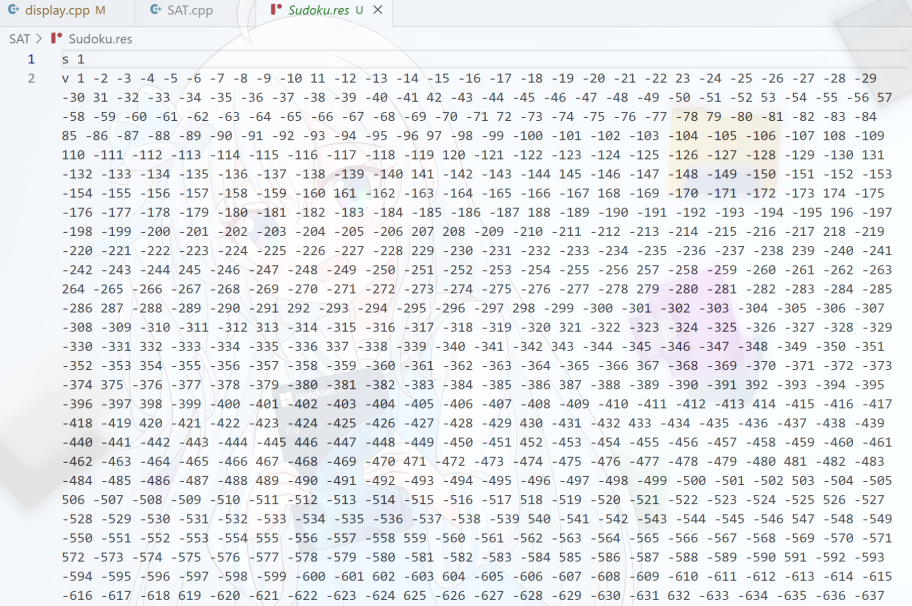 display.cpp M
SAT.cpp
Sudoku.res U
SAT > Sudoku.res
1 s 1
2 v 1 -2 -3 -4 -5 -6 -7 -8 -9 -10 11 -12 -13 -14 -15 -16 -17 -18 -19 -20 -21 -22 23 -24 -25 -26 -27 -28 -29
-30 31 -32 -33 -34 -35 -36 -37 -38 -39 -40 -41 42 -43 -44 -45 -46 -47 -48 -49 -50 -51 -52 53 -54 -55 -56 57
-58 -59 -60 -61 -62 -63 -64 -65 -66 -67 -68 -69 -70 -71 72 -73 -74 -75 -76 -77 -78 79 -80 -81 -82 -83 -84
85 -86 -87 -88 -89 -90 -91 -92 -93 -94 -95 -96 97 -98 -99 -100 -101 -102 -103 -104 -105 -106 -107 108 -109
110 -111 -112 -113 -114 -115 -116 -117 -118 -119 120 -121 -122 -123 -124 -125 -126 -127 -128 -129 -130 131
-132 -133 -134 -135 -136 -137 -138 -139 -140 141 -142 -143 -144 145 -146 -147 -148 -149 -150 -151 -152 -153
-154 -155 -156 -157 -158 -159 -160 161 -162 -163 -164 -165 -166 167 -168 -169 -170 -171 -172 -173 174 -175
-176 -177 -178 -179 -180 -181 -182 -183 -184 -185 -186 -187 188 -189 -190 -191 -192 -193 -194 -195 196 -197
-198 -199 -200 -201 -202 -203 -204 -205 -206 207 208 -209 -210 -211 -212 -213 -214 -215 -216 -217 218 -219
-220 -221 -222 -223 -224 -225 -226 -227 -228 229 -230 -231 -232 -233 -234 -235 -236 -237 -238 239 -240 -241
-242 -243 -244 245 -246 -247 -248 -249 -250 -251 -252 -253 -254 -255 -256 257 -258 -259 -260 -261 -262 -263
264 -265 -266 -267 -268 -269 -270 -271 -272 -273 -274 -275 -276 -277 -278 279 -280 -281 -282 -283 -284 -285
-286 287 -288 -289 -290 -291 292 -293 -294 -295 -296 -297 -298 -299 -300 -301 -302 -303 -304 -305 -306 -307
-308 -309 -310 -311 -312 313 -314 -315 316 -317 -318 -319 -320 321 -322 -323 -324 -325 -326 -327 -328 -329
-330 -331 332 -333 -334 -335 -336 337 -338 -339 -340 -341 -342 -343 -344 -345 -346 -347 -348 -349 -350 -351
-352 -353 354 -355 -356 -357 -358 -359 -360 -361 -362 -363 -364 -365 -366 367 -368 -369 -370 -371 -372 -373
-374 375 -376 -377 -378 -379 -380 -381 -382 -383 -384 -385 -386 387 -388 -389 -390 -391 392 -393 -394 -395
-396 -397 398 -399 -400 -401 -402 -403 -404 -405 -406 -407 -408 -409 -410 -411 -412 -413 414 -415 -416 -417
-418 -419 420 -421 -422 -423 -424 -425 -426 -427 -428 -429 -430 -431 -432 433 -434 -435 -436 -437 -438 -439
-440 -441 -442 -443 -444 -445 446 -447 -448 -449 -450 -451 452 -453 -454 -455 -456 -457 -458 -459 -460 -461
-462 -463 -464 -465 -466 467 -468 -469 -470 -471 -472 -473 -474 -475 -476 477 -478 -479 -480 481 -482 -483
-484 -485 -486 -487 -488 489 -490 -491 -492 -493 -494 -495 -496 -497 -498 -499 -500 -501 -502 503 -504 -505
506 -507 -508 -509 -510 -511 -512 -513 -514 -515 -516 -517 518 -519 -520 -521 -522 -523 -524 -525 526 -527
-528 -529 -530 -531 -532 -533 -534 -535 -536 -537 -538 -539 540 -541 -542 -543 -544 -545 -546 547 -548 -549
-550 -551 -552 -553 -554 -555 -556 -557 -558 559 -560 -561 -562 -563 -564 -565 -566 -567 -568 -569 -570 -571
572 -573 -574 -575 -576 -577 -578 -579 -580 -581 -582 -583 -584 585 -586 -587 -588 -589 -590 591 -592 -593
-594 -595 -596 -597 -598 -599 -600 -601 602 -603 604 -605 -606 -607 -608 -609 -610 -611 -612 -613 -614 -615
-616 -617 -618 619 -620 -621 -622 -623 -624 625 -626 -627 -628 -629 -630 -631 632 -633 -634 -635 -636 -637